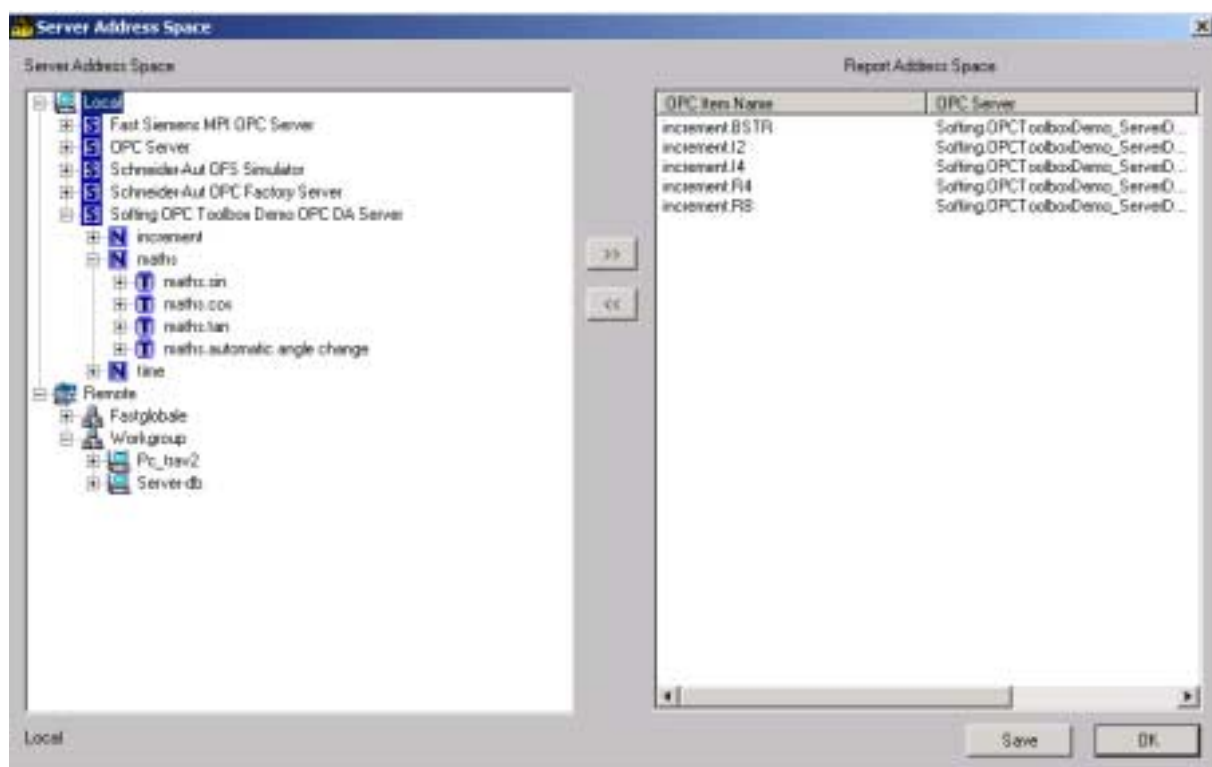 Server Address Space
Server Address Space
Report Address Space
Local
Fast Siemens MPI OPC Server
OPC Server
Schneider-Aut OFS Simulator
Schneider-Aut OPC Factory Server
Softing OPC Toolbox Demo OPC DA Server
increment
maths
maths.sin
maths.cos
maths.tan
maths.automatic angle change
time
Remote
Fastglobale
Workgroup
Pc_trav2
Server-db
>>
<<
OPC Item Name OPC Server
increment.BSTR Softing.OPCToolboxDemo_ServerD...
increment.I2 Softing.OPCToolboxDemo_ServerD...
increment.I4 Softing.OPCToolboxDemo_ServerD...
increment.R4 Softing.OPCToolboxDemo_ServerD...
increment.R8 Softing.OPCToolboxDemo_ServerD...
Local
Save OK